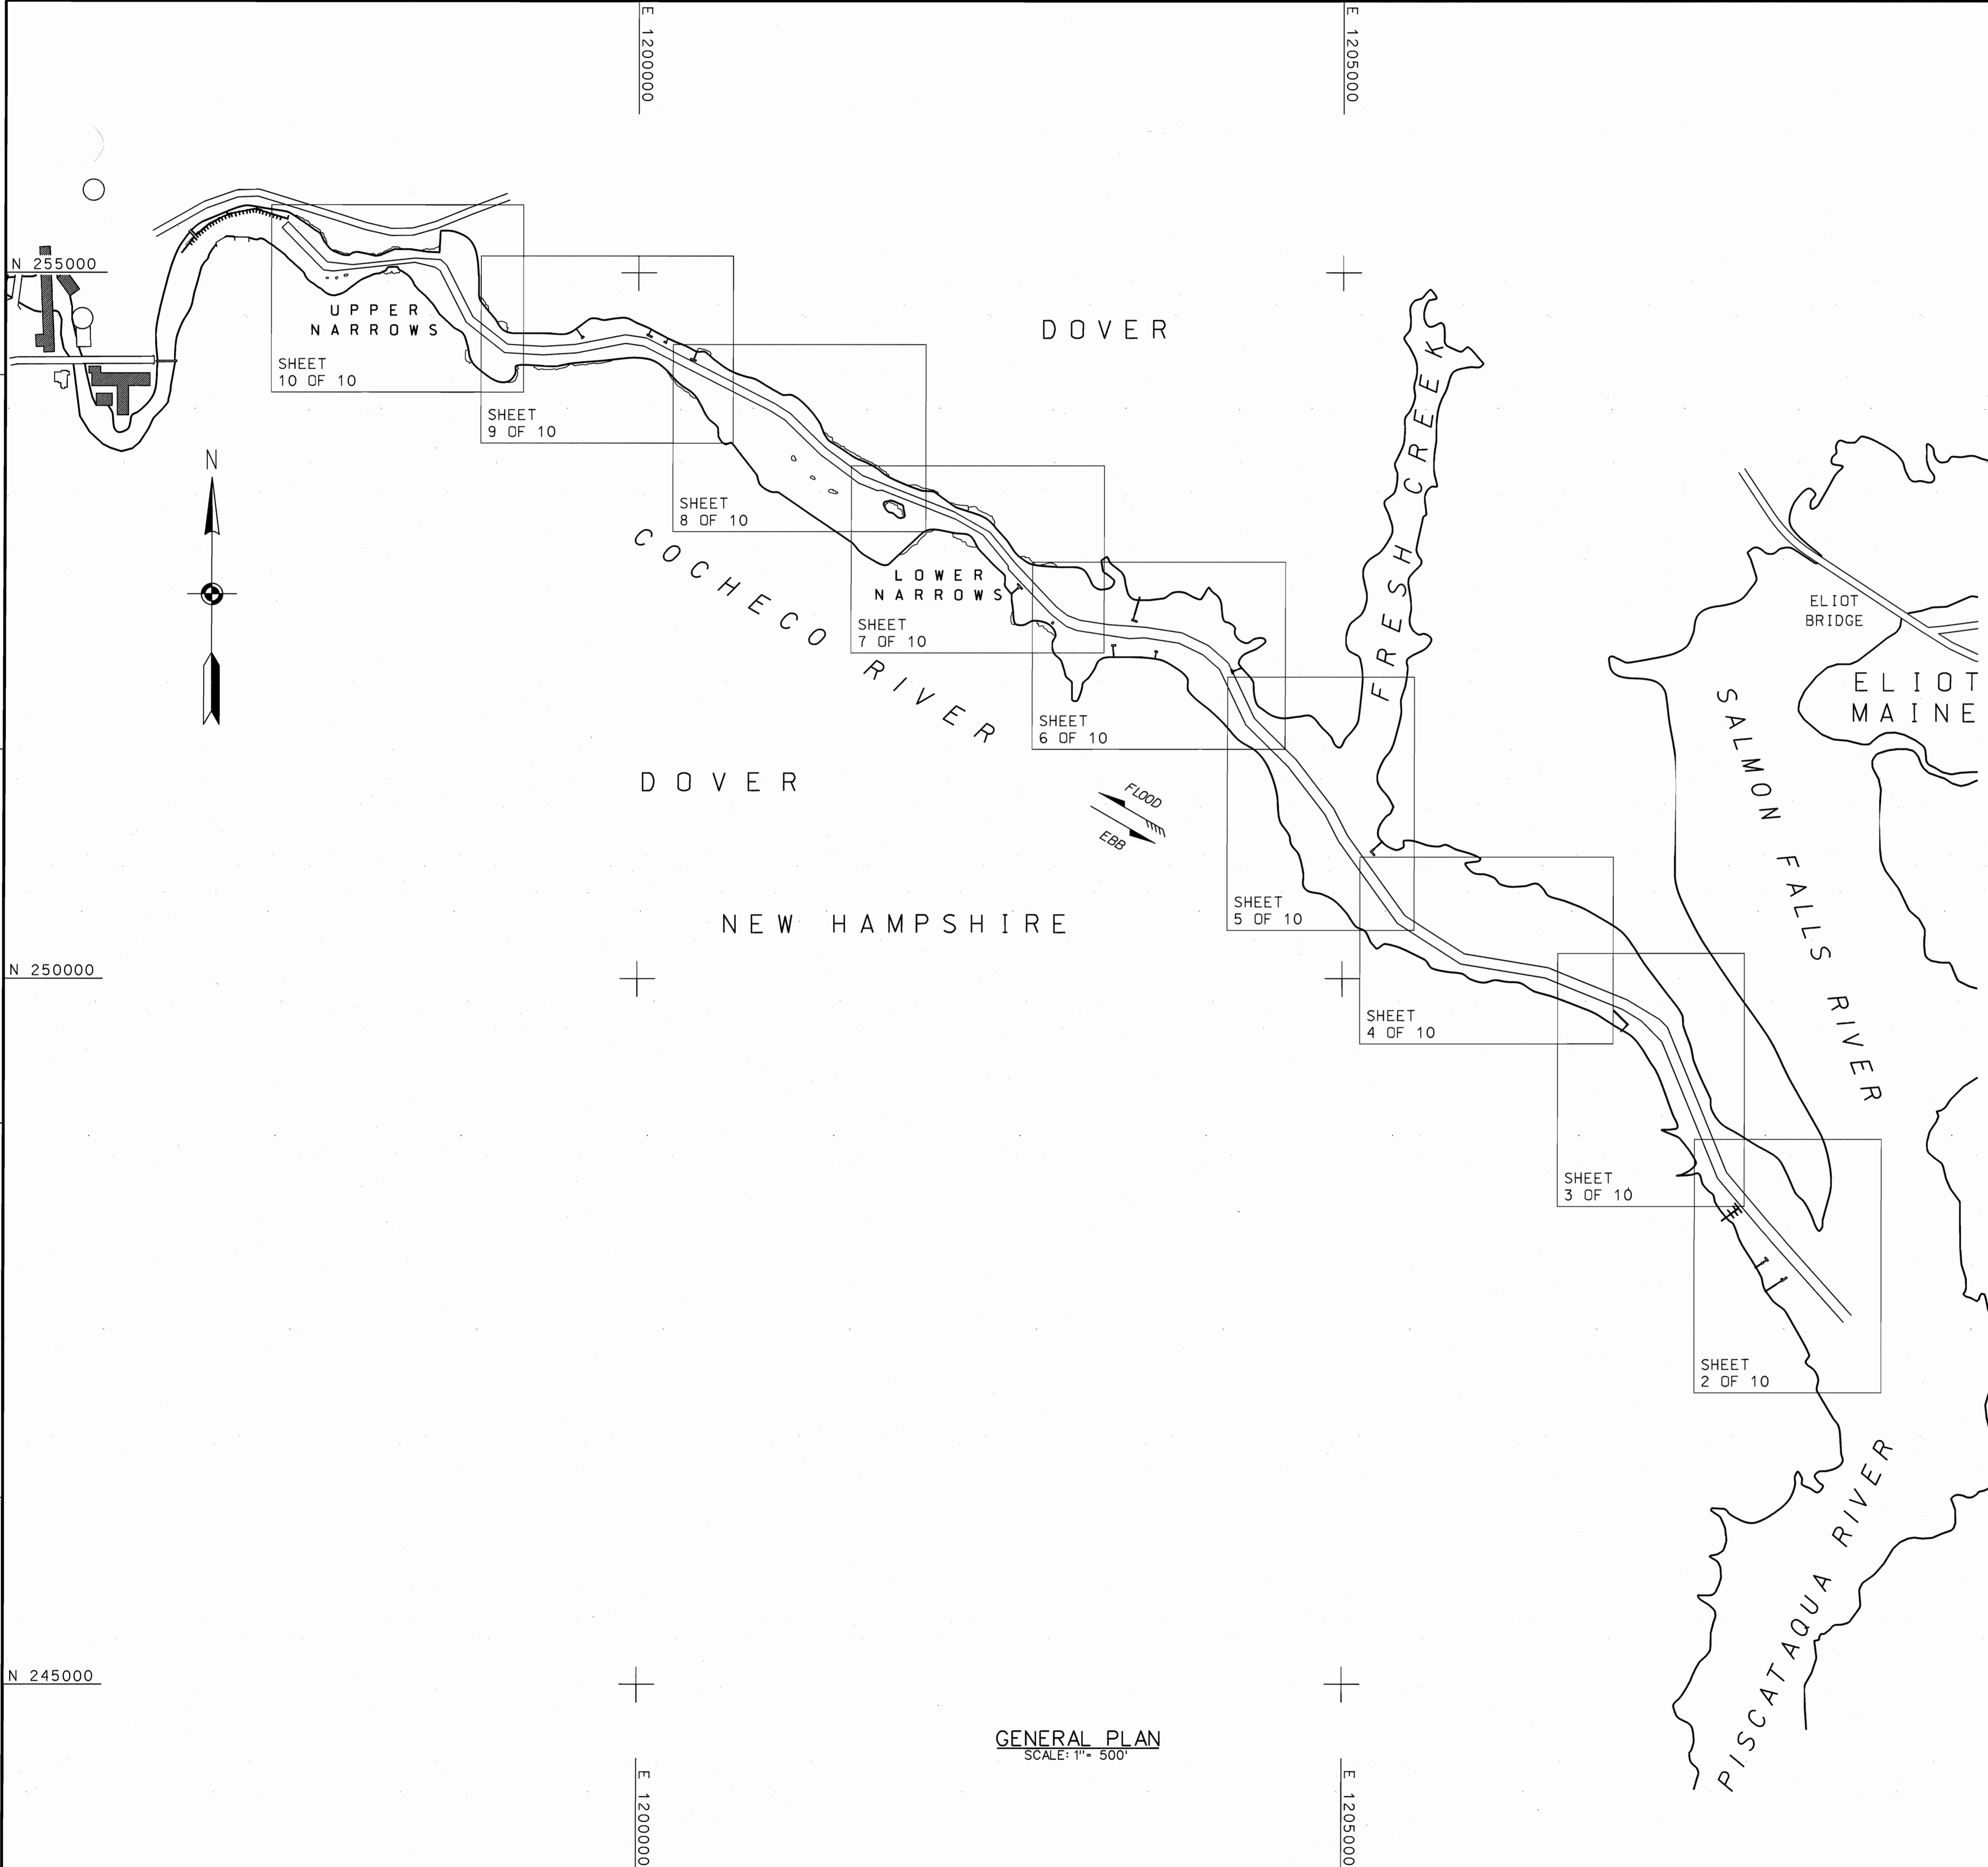 E 1200000
E 1205000
N 255000
UPPER
NARROWS
SHEET
10 OF 10
DOVER
SHEET
9 OF 10
FRESH CREEK
N
SHEET
8 OF 10
COCHECO RIVER
LOWER
NARROWS
SHEET
7 OF 10
ELIOT
BRIDGE
ELIOT
MAINE
SHEET
6 OF 10
SALMON FALLS RIVER
DOVER
FLOOD
EBB
NEW HAMPSHIRE
SHEET
5 OF 10
N 250000
SHEET
4 OF 10
SHEET
3 OF 10
SHEET
2 OF 10
PISCATAQUA RIVER
N 245000
GENERAL PLAN
SCALE: 1"= 500'
E 1200000
E 1205000